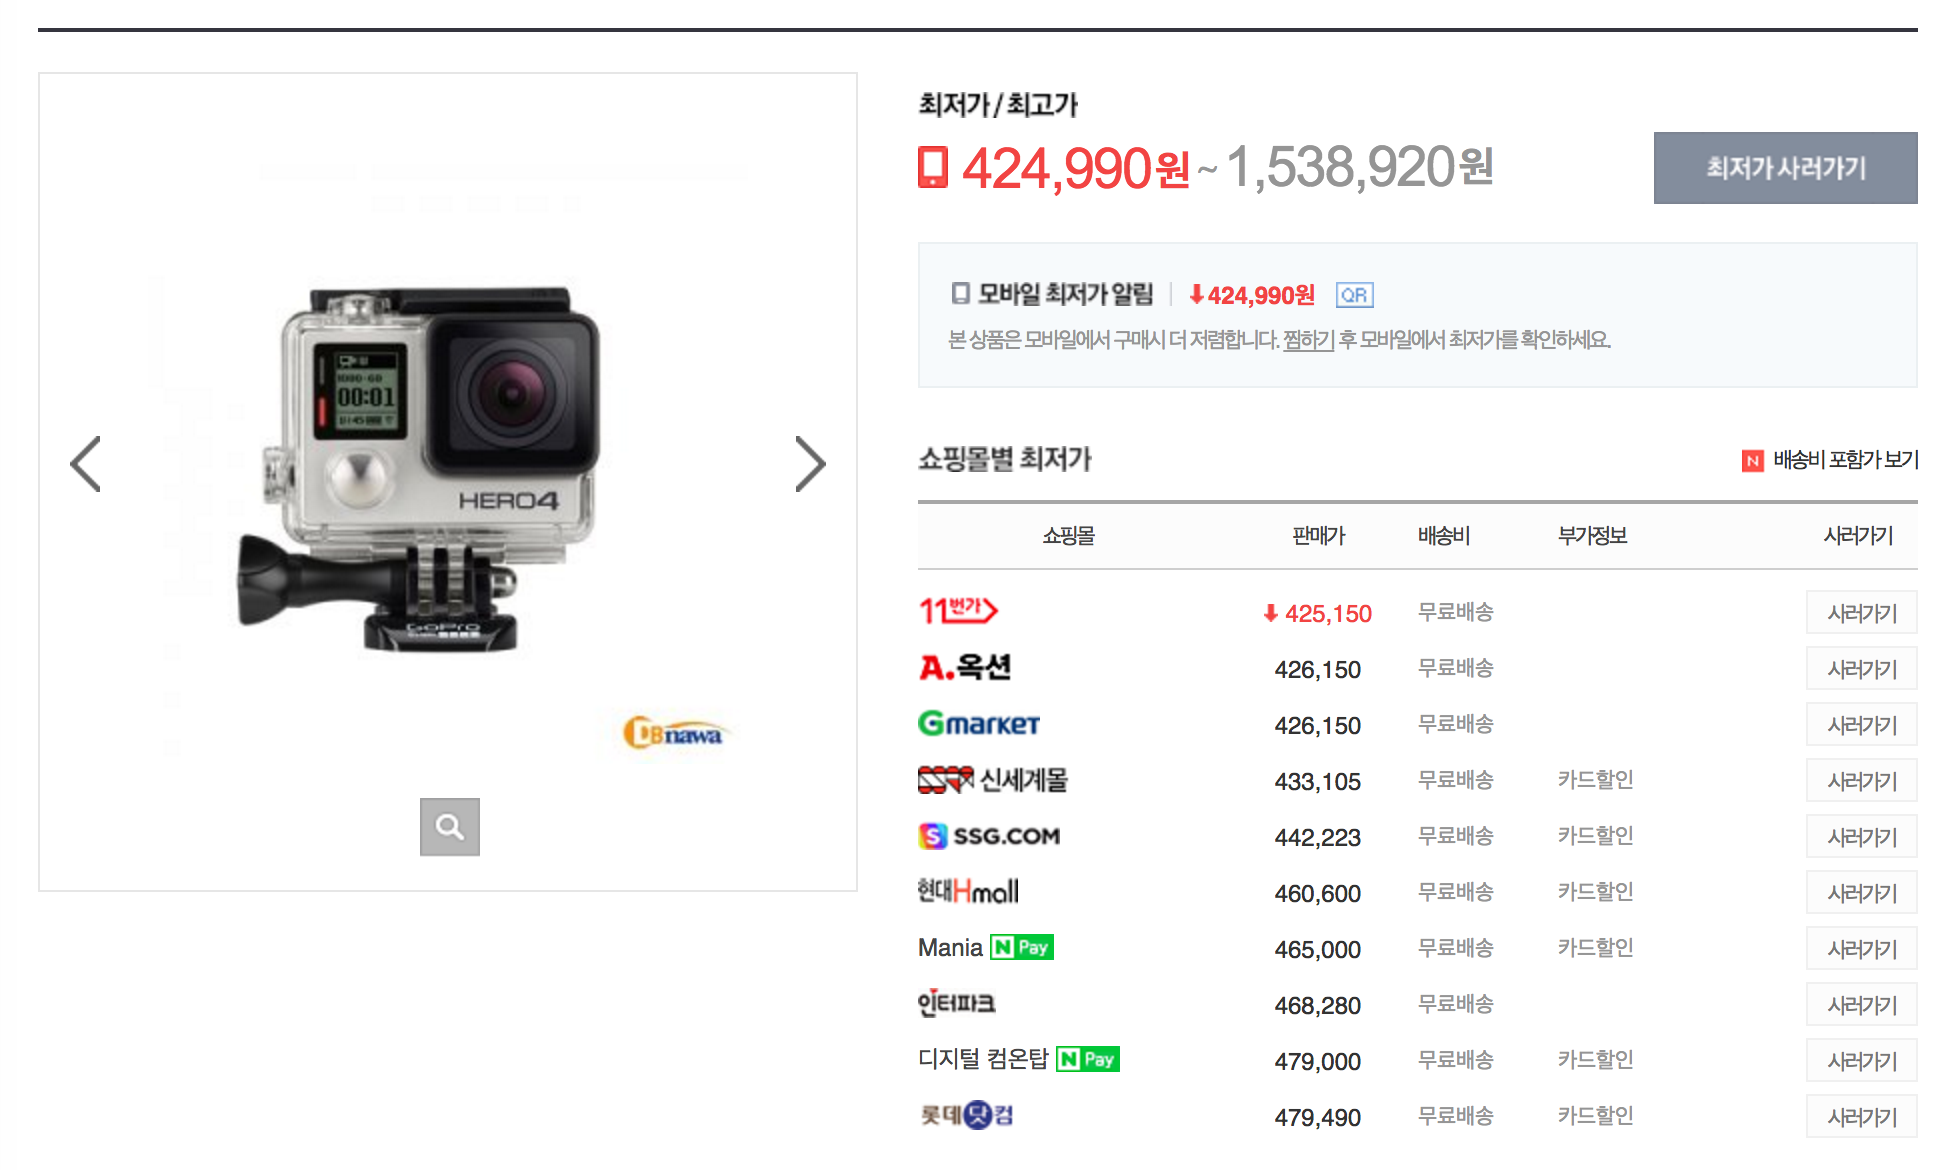 최저가/최고가
424,990원 ~ 1,538,920원
최저가 사러가기
모바일 최저가 알림 424,990원 QR
본 상품은 모바일에서 구매시 더 저렴합니다. 찜하기 후 모바일에서 최저가를 확인하세요.
쇼핑몰별 최저가
N 배송비 포함가 보기
쇼핑몰 판매가 배송비 부가정보 사러가기
11번가 425,150 무료배송 사러가기
A.옥션 426,150 무료배송 사러가기
Gmarket 426,150 무료배송 사러가기
신세계몰 433,105 무료배송 카드할인 사러가기
S SSG.COM 442,223 무료배송 카드할인 사러가기
현대Hmall 460,600 무료배송 카드할인 사러가기
Mania N Pay 465,000 무료배송 카드할인 사러가기
인터파크 468,280 무료배송 사러가기
디지털 컴온탑 N Pay 479,000 무료배송 카드할인 사러가기
롯데닷컴 479,490 무료배송 카드할인 사러가기
1080-60
00:01
HERO4
GoPro
DBnawa